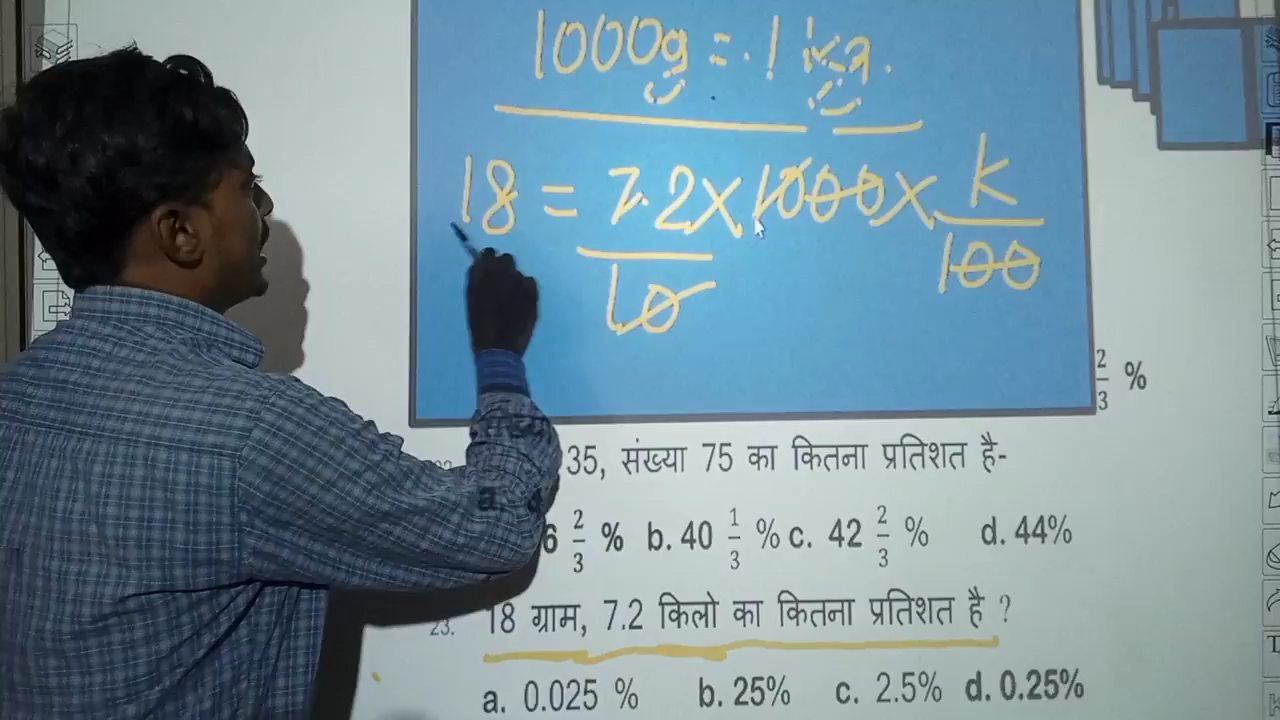 1000g = 1 kg.
18 = 7.2 × 1000 × k
10 100
2/3 %
35, संख्या 75 का कितना प्रतिशत है-
6 2/3 % b. 40 1/3 % c. 42 2/3 % d. 44%
23. 18 ग्राम, 7.2 किलो का कितना प्रतिशत है ?
a. 0.025 % b. 25% c. 2.5% d. 0.25%